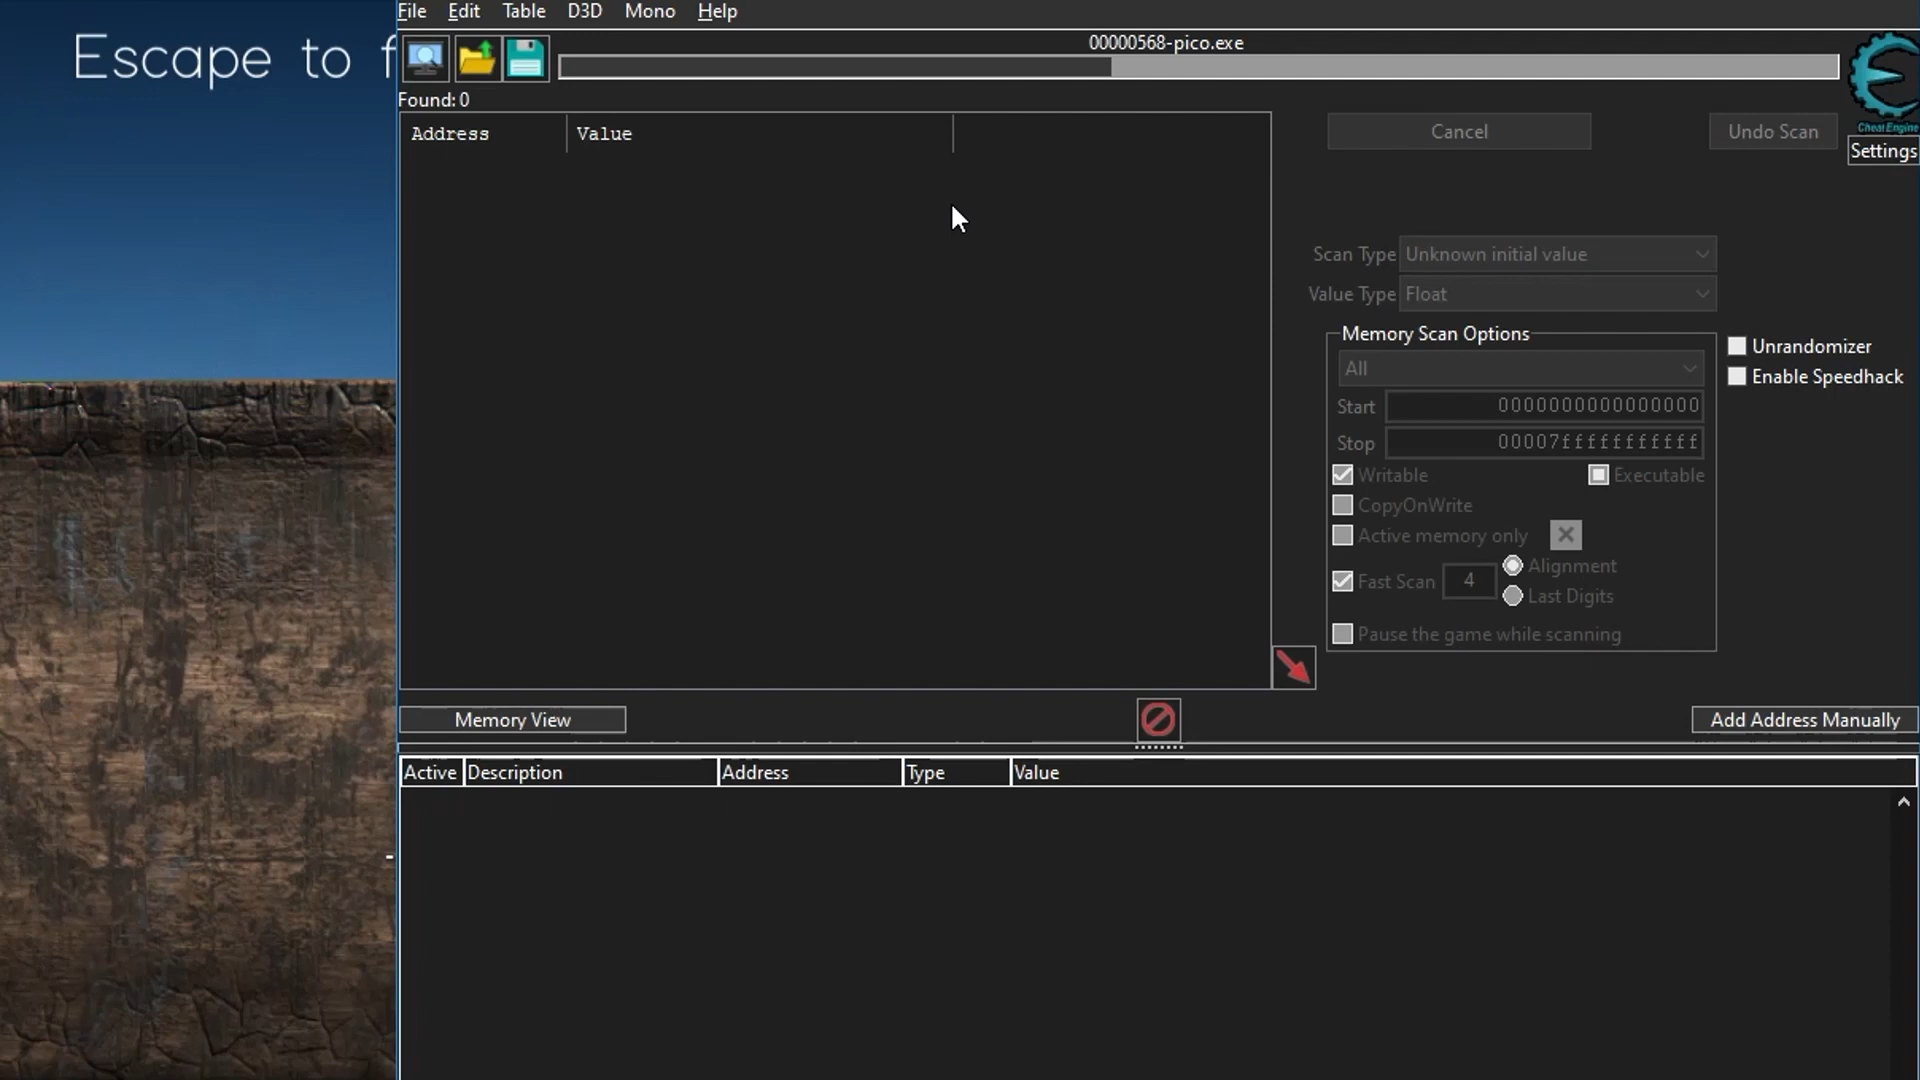 Escape to f
File Edit Table D3D Mono Help
00000568-pico.exe
Found: 0
Address Value
Cancel Undo Scan
Cheat Engine
Settings
Scan Type Unknown initial value
Value Type Float
Memory Scan Options
All
Unrandomizer
Enable Speedhack
Start 0000000000000000
Stop 00007fffffffffff
Writable Executable
CopyOnWrite
Active memory only
Fast Scan 4 Alignment
Last Digits
Pause the game while scanning
Memory View Add Address Manually
Active Description Address Type Value